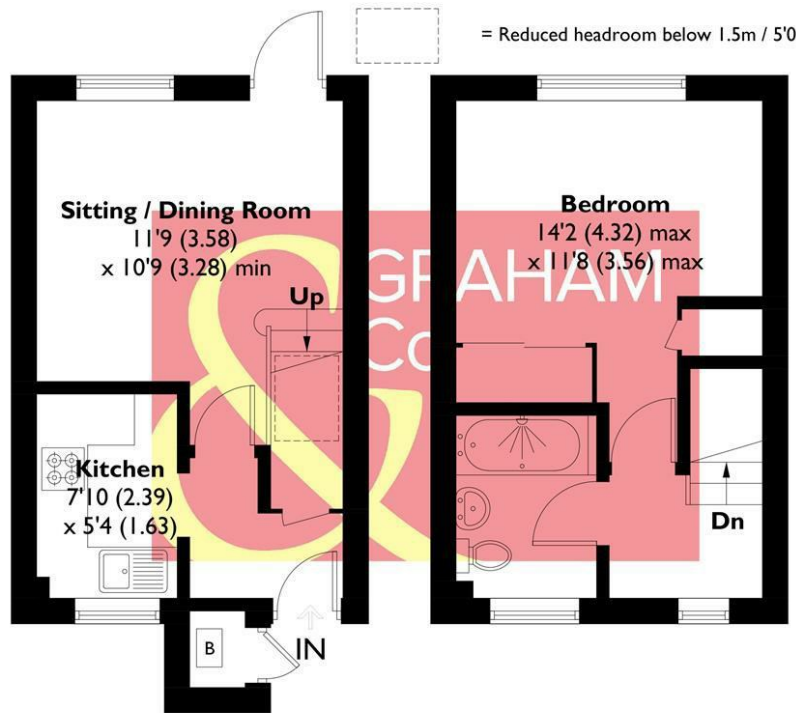 = Reduced headroom below 1.5m / 5'0
Sitting / Dining Room
11'9 (3.58)
x 10'9 (3.28) min
Up
Kitchen
7'10 (2.39)
x 5'4 (1.63)
B
IN
Bedroom
14'2 (4.32) max
x 11'8 (3.56) max
Dn
& GRAHAM
Co